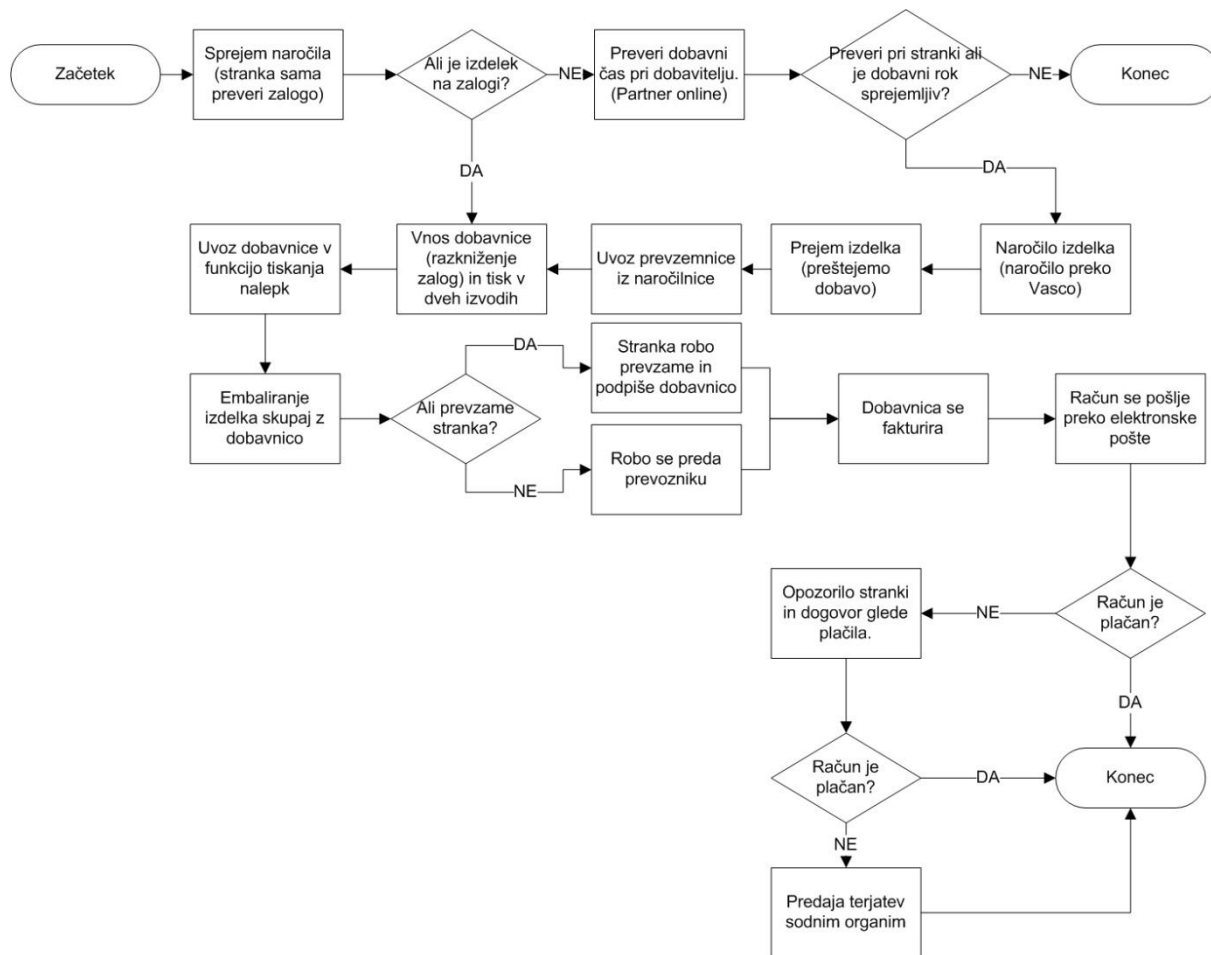 Začetek
Sprejem naročila
(stranka sama
preveri zalogo)
Ali je izdelek
na zalogi?
NE
Preveri dobavni
čas pri dobavitelju.
(Partner online)
Preveri pri stranki ali
je dobavni rok
sprejemljiv?
NE
Konec
DA
DA
Uvoz dobavnice v
funkcijo tiskanja
nalepk
Vnos dobavnice
(razkniženje
zalog) in tisk v
dveh izvodih
Uvoz prevzemnice
iz naročilnice
Prejem izdelka
(preštejemo
dobavo)
Naročilo izdelka
(naročilo preko
Vasco)
Embaliranje
izdelka skupaj z
dobavnico
Ali prevzame
stranka?
DA
Stranka robo
prevzame in
podpiše dobavnico
NE
Robo se preda
prevozniku
Dobavnica se
fakturira
Račun se pošlje
preko elektronske
pošte
Račun je
plačan?
NE
Opozorilo stranki
in dogovor glede
plačila.
DA
Račun je
plačan?
DA
Konec
NE
Predaja terjatev
sodnim organim